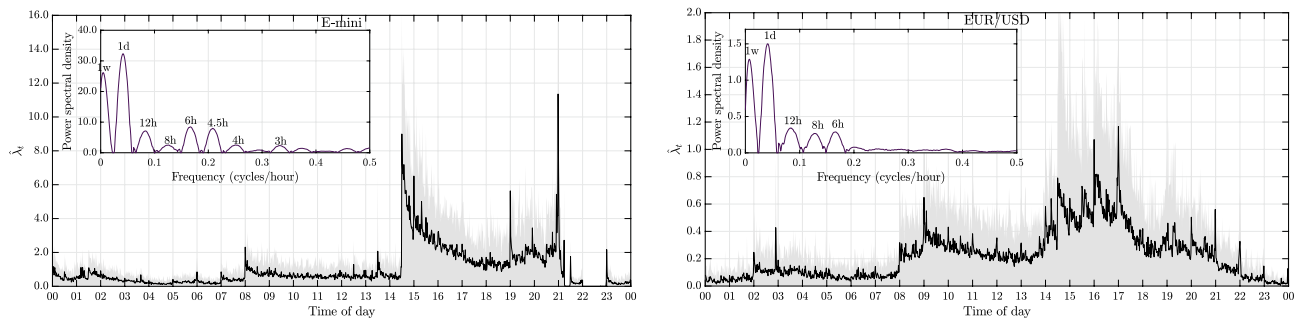 E-mini
16.0
14.0
12.0
10.0
8.0
6.0
4.0
2.0
0.0
λ̂t
00 01 02 03 04 05 06 07 08 09 10 11 12 13 14 15 16 17 18 19 20 21 22 23 00
Time of day
40.0
30.0
20.0
10.0
0.0
Power spectral density
1w
1d
12h
8h
6h
4.5h
4h
3h
0 0.1 0.2 0.3 0.4 0.5
Frequency (cycles/hour)
EUR/USD
2.0
1.8
1.6
1.4
1.2
1.0
0.8
0.6
0.4
0.2
0.0
λ̂t
00 01 02 03 04 05 06 07 08 09 10 11 12 13 14 15 16 17 18 19 20 21 22 23 00
Time of day
1.5
1.0
0.5
0.0
Power spectral density
1w
1d
12h
8h
6h
0 0.1 0.2 0.3 0.4 0.5
Frequency (cycles/hour)